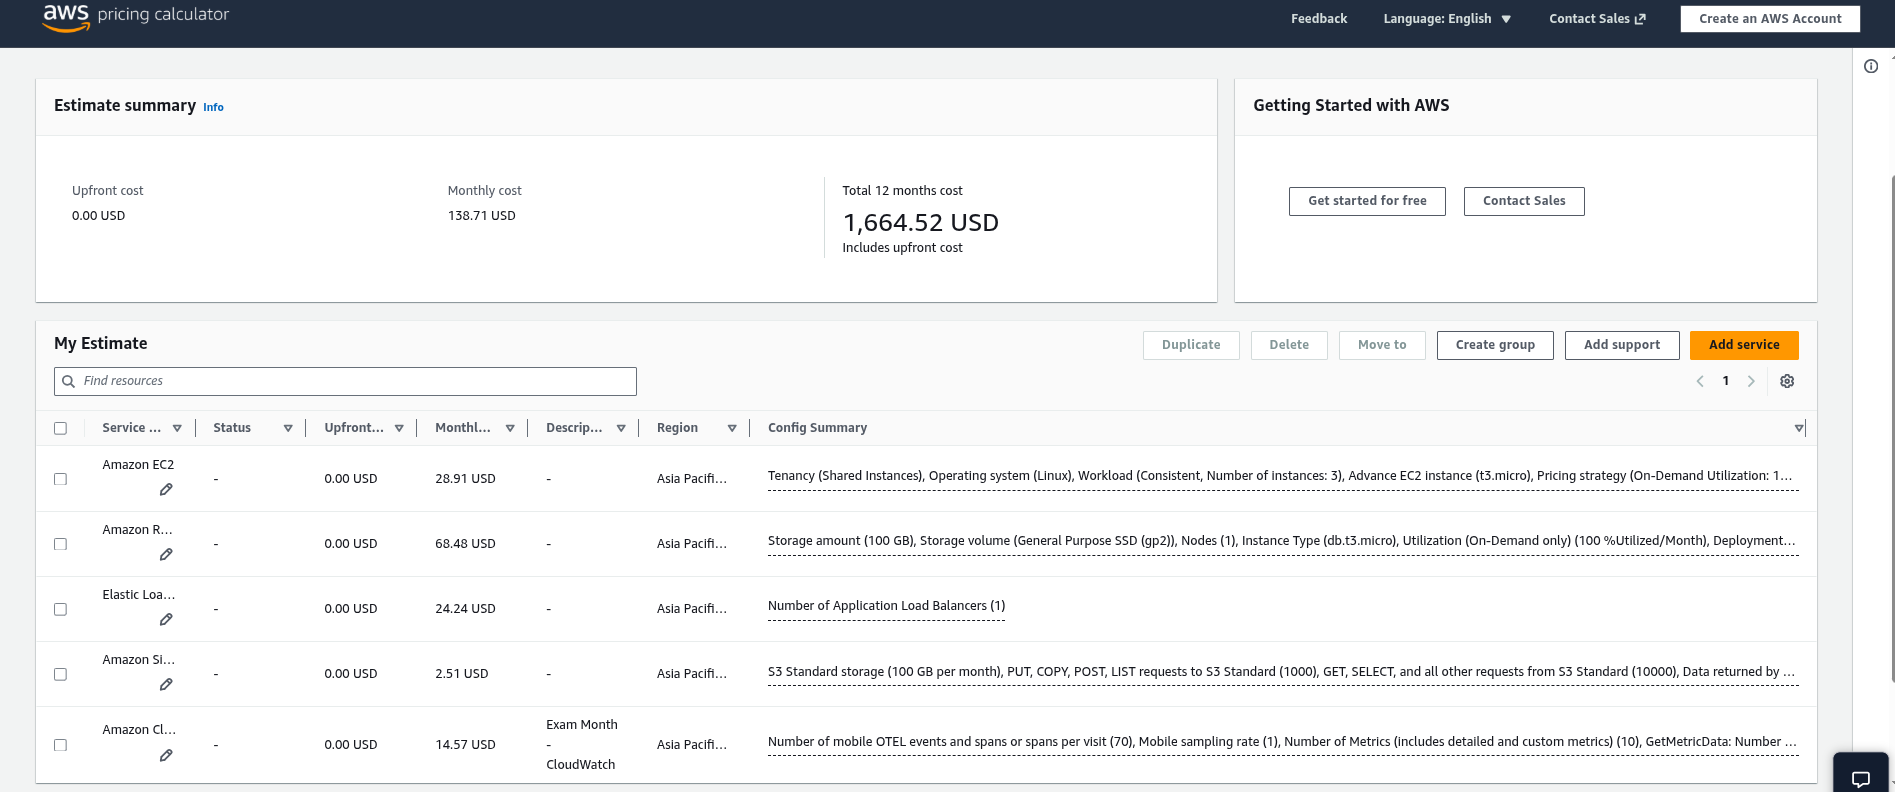 aws pricing calculator
Feedback
Language: English
Contact Sales
Create an AWS Account
Estimate summary Info
Upfront cost
0.00 USD
Monthly cost
138.71 USD
Total 12 months cost
1,664.52 USD
Includes upfront cost
Getting Started with AWS
Get started for free
Contact Sales
My Estimate
Duplicate
Delete
Move to
Create group
Add support
Add service
Find resources
1
Service ...
Status
Upfront...
Monthl...
Descrip...
Region
Config Summary
Amazon EC2
-
0.00 USD
28.91 USD
-
Asia Pacifi...
Tenancy (Shared Instances), Operating system (Linux), Workload (Consistent, Number of instances: 3), Advance EC2 instance (t3.micro), Pricing strategy (On-Demand Utilization: 1...
Amazon R...
-
0.00 USD
68.48 USD
-
Asia Pacifi...
Storage amount (100 GB), Storage volume (General Purpose SSD (gp2)), Nodes (1), Instance Type (db.t3.micro), Utilization (On-Demand only) (100 %Utilized/Month), Deployment...
Elastic Loa...
-
0.00 USD
24.24 USD
-
Asia Pacifi...
Number of Application Load Balancers (1)
Amazon Si...
-
0.00 USD
2.51 USD
-
Asia Pacifi...
S3 Standard storage (100 GB per month), PUT, COPY, POST, LIST requests to S3 Standard (1000), GET, SELECT, and all other requests from S3 Standard (10000), Data returned by ...
Amazon Cl...
-
0.00 USD
14.57 USD
Exam Month
-
CloudWatch
Asia Pacifi...
Number of mobile OTEL events and spans or spans per visit (70), Mobile sampling rate (1), Number of Metrics (includes detailed and custom metrics) (10), GetMetricData: Number ...